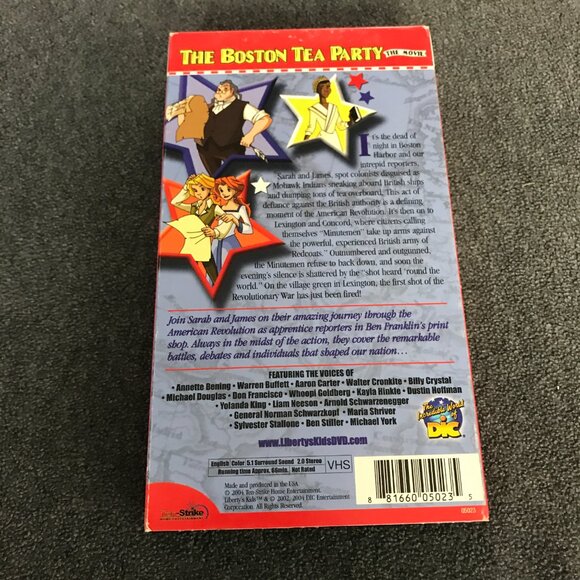 THE BOSTON TEA PARTY THE MOVIE
It's the dead of
night in Boston
Harbor and our
intrepid reporters,
Sarah and James, spot colonists disguised as
Mohawk Indians sneaking aboard British ships
and dumping tons of tea overboard. This act of
defiance against the British authority is a defining
moment of the American Revolution. It's then on to
Lexington and Concord, where citizens calling
themselves "Minutemen" take up arms against
the powerful, experienced British army of
Redcoats." Outnumbered and outgunned,
the Minutemen refuse to back down, and soon the
evening's silence is shattered by the "shot heard 'round the
world." On the village green in Lexington, the first shot of the
Revolutionary War has just been fired!
Join Sarah and James on their amazing journey through the
American Revolution as apprentice reporters in Ben Franklin's print
shop. Always in the midst of the action, they cover the remarkable
battles, debates and individuals that shaped our nation...
FEATURING THE VOICES OF
• Annette Bening • Warren Buffett • Aaron Carter • Walter Cronkite • Billy Crystal
• Michael Douglas • Don Francisco • Whoopi Goldberg • Kayla Hinkle • Dustin Hoffman
• Yolanda King • Liam Neeson • Arnold Schwarzenegger
• General Norman Schwarzkopf • Maria Shriver
• Sylvester Stallone • Ben Stiller • Michael York
www.LibertysKidsDVD.com
The Incredible World of
DIC
English Color 5.1 Surround Sound 2.0 Stereo
Running time Approx. 66min. Not Rated
VHS
Made and printed in the USA
© 2004 Ten Strike Home Entertainment.
Liberty's Kids™ & © 2002, 2004 DIC Entertainment
Corporation. All Rights Reserved.
Strike
HOME ENTERTAINMENT
8 81660 05023 5
05023